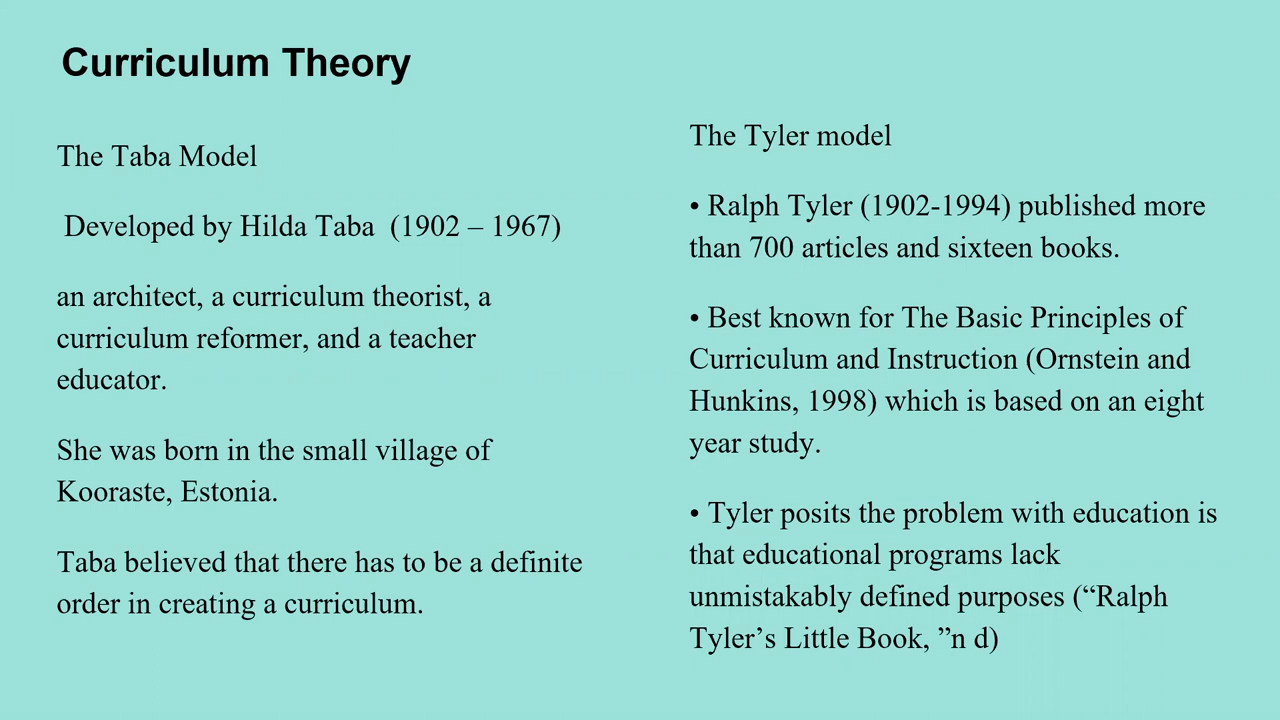 Curriculum Theory
The Taba Model
Developed by Hilda Taba (1902 – 1967)
an architect, a curriculum theorist, a
curriculum reformer, and a teacher
educator.
She was born in the small village of
Kooraste, Estonia.
Taba believed that there has to be a definite
order in creating a curriculum.
The Tyler model
• Ralph Tyler (1902-1994) published more
than 700 articles and sixteen books.
• Best known for The Basic Principles of
Curriculum and Instruction (Ornstein and
Hunkins, 1998) which is based on an eight
year study.
• Tyler posits the problem with education is
that educational programs lack
unmistakably defined purposes (“Ralph
Tyler’s Little Book, ”n d)